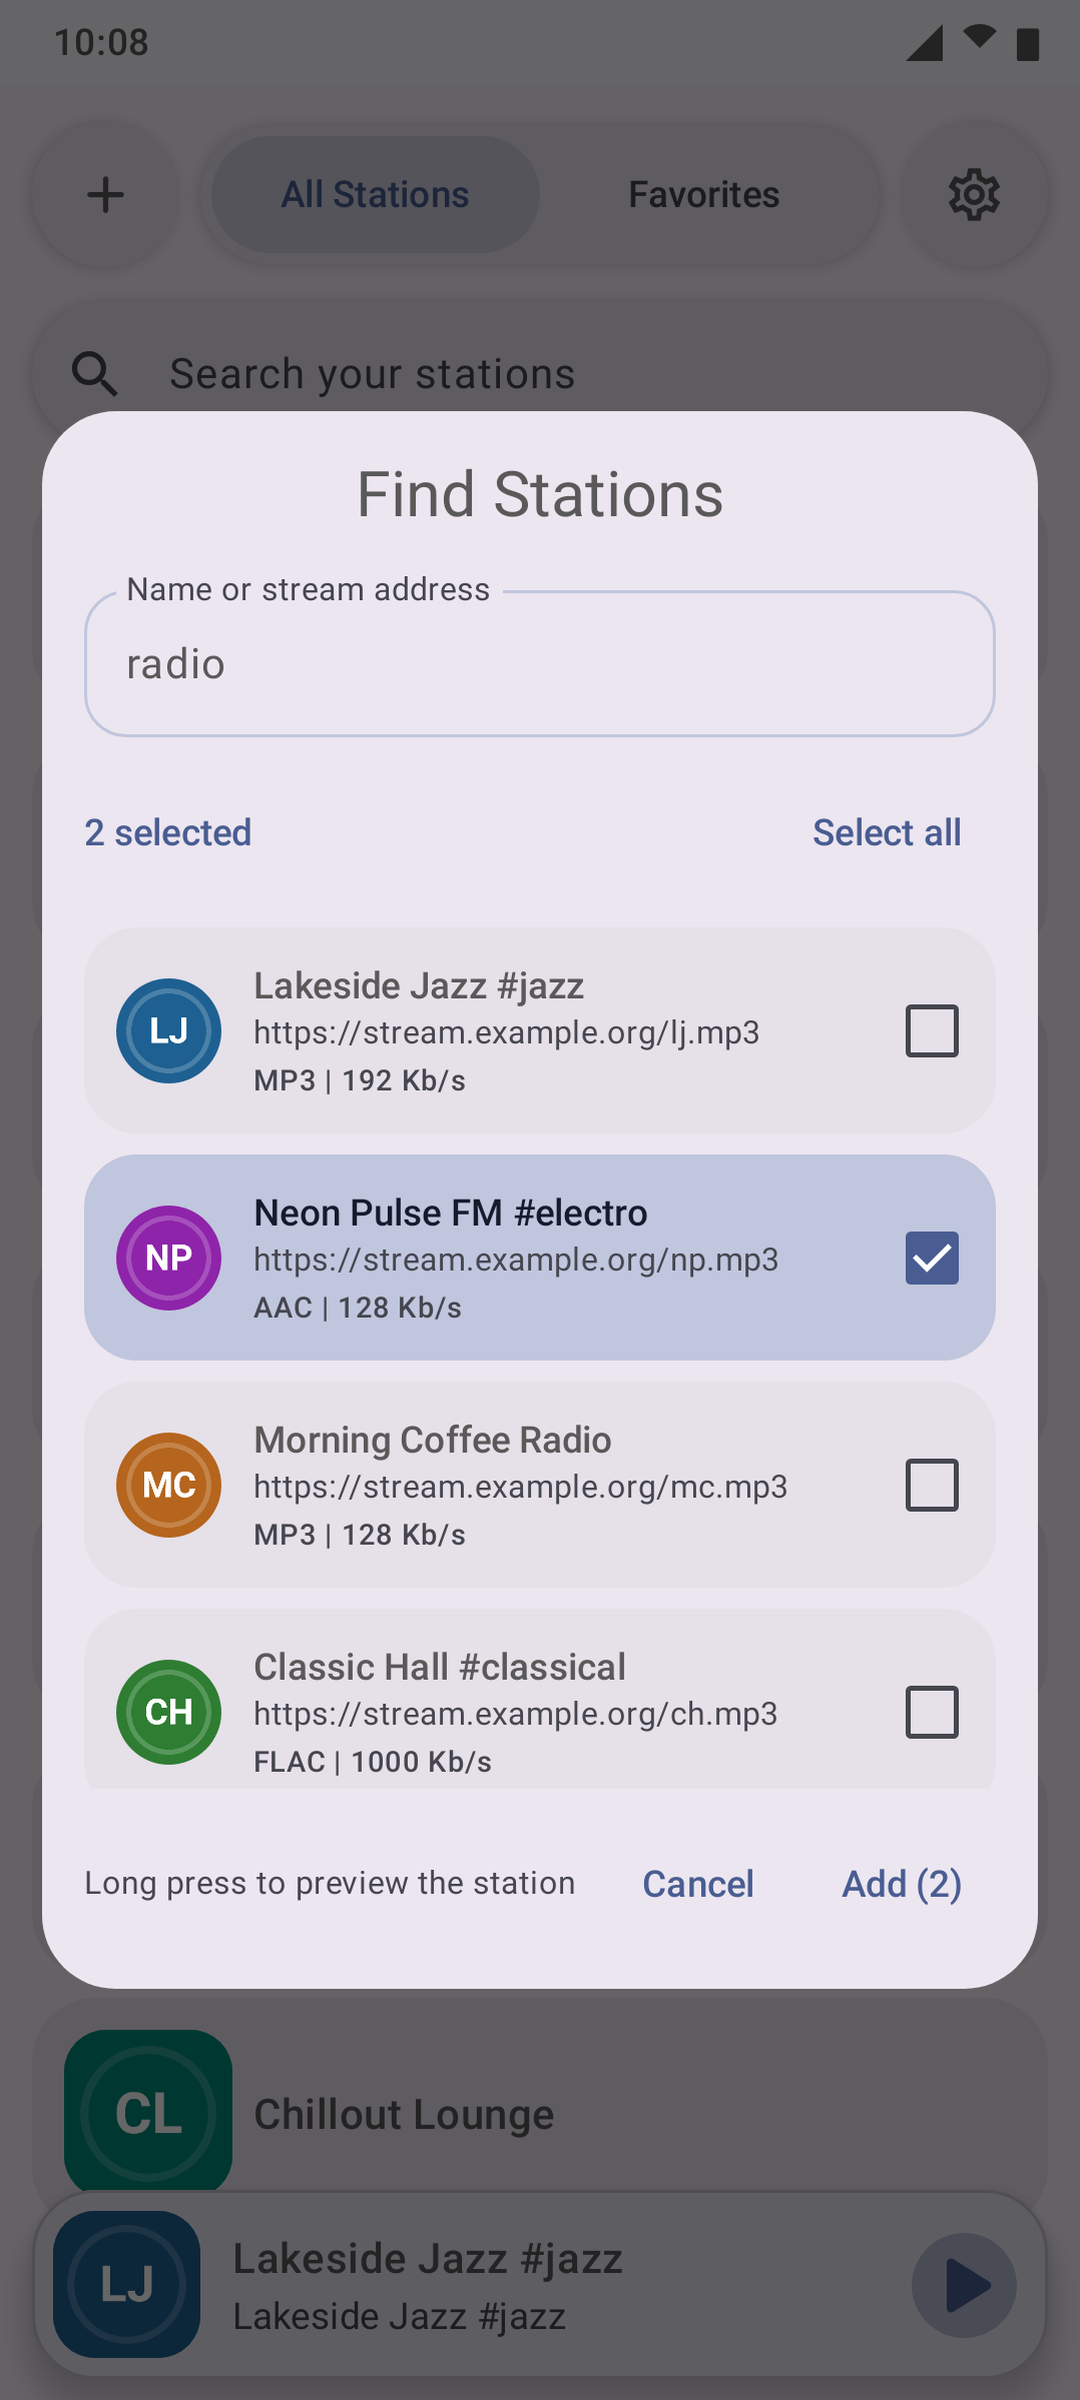 10:08
All Stations
Favorites
Search your stations
Find Stations
Name or stream address
radio
2 selected
Select all
LJ
Lakeside Jazz #jazz
https://stream.example.org/lj.mp3
MP3 | 192 Kb/s
NP
Neon Pulse FM #electro
https://stream.example.org/np.mp3
AAC | 128 Kb/s
MC
Morning Coffee Radio
https://stream.example.org/mc.mp3
MP3 | 128 Kb/s
CH
Classic Hall #classical
https://stream.example.org/ch.mp3
FLAC | 1000 Kb/s
Long press to preview the station
Cancel
Add (2)
CL
Chillout Lounge
LJ
Lakeside Jazz #jazz
Lakeside Jazz #jazz